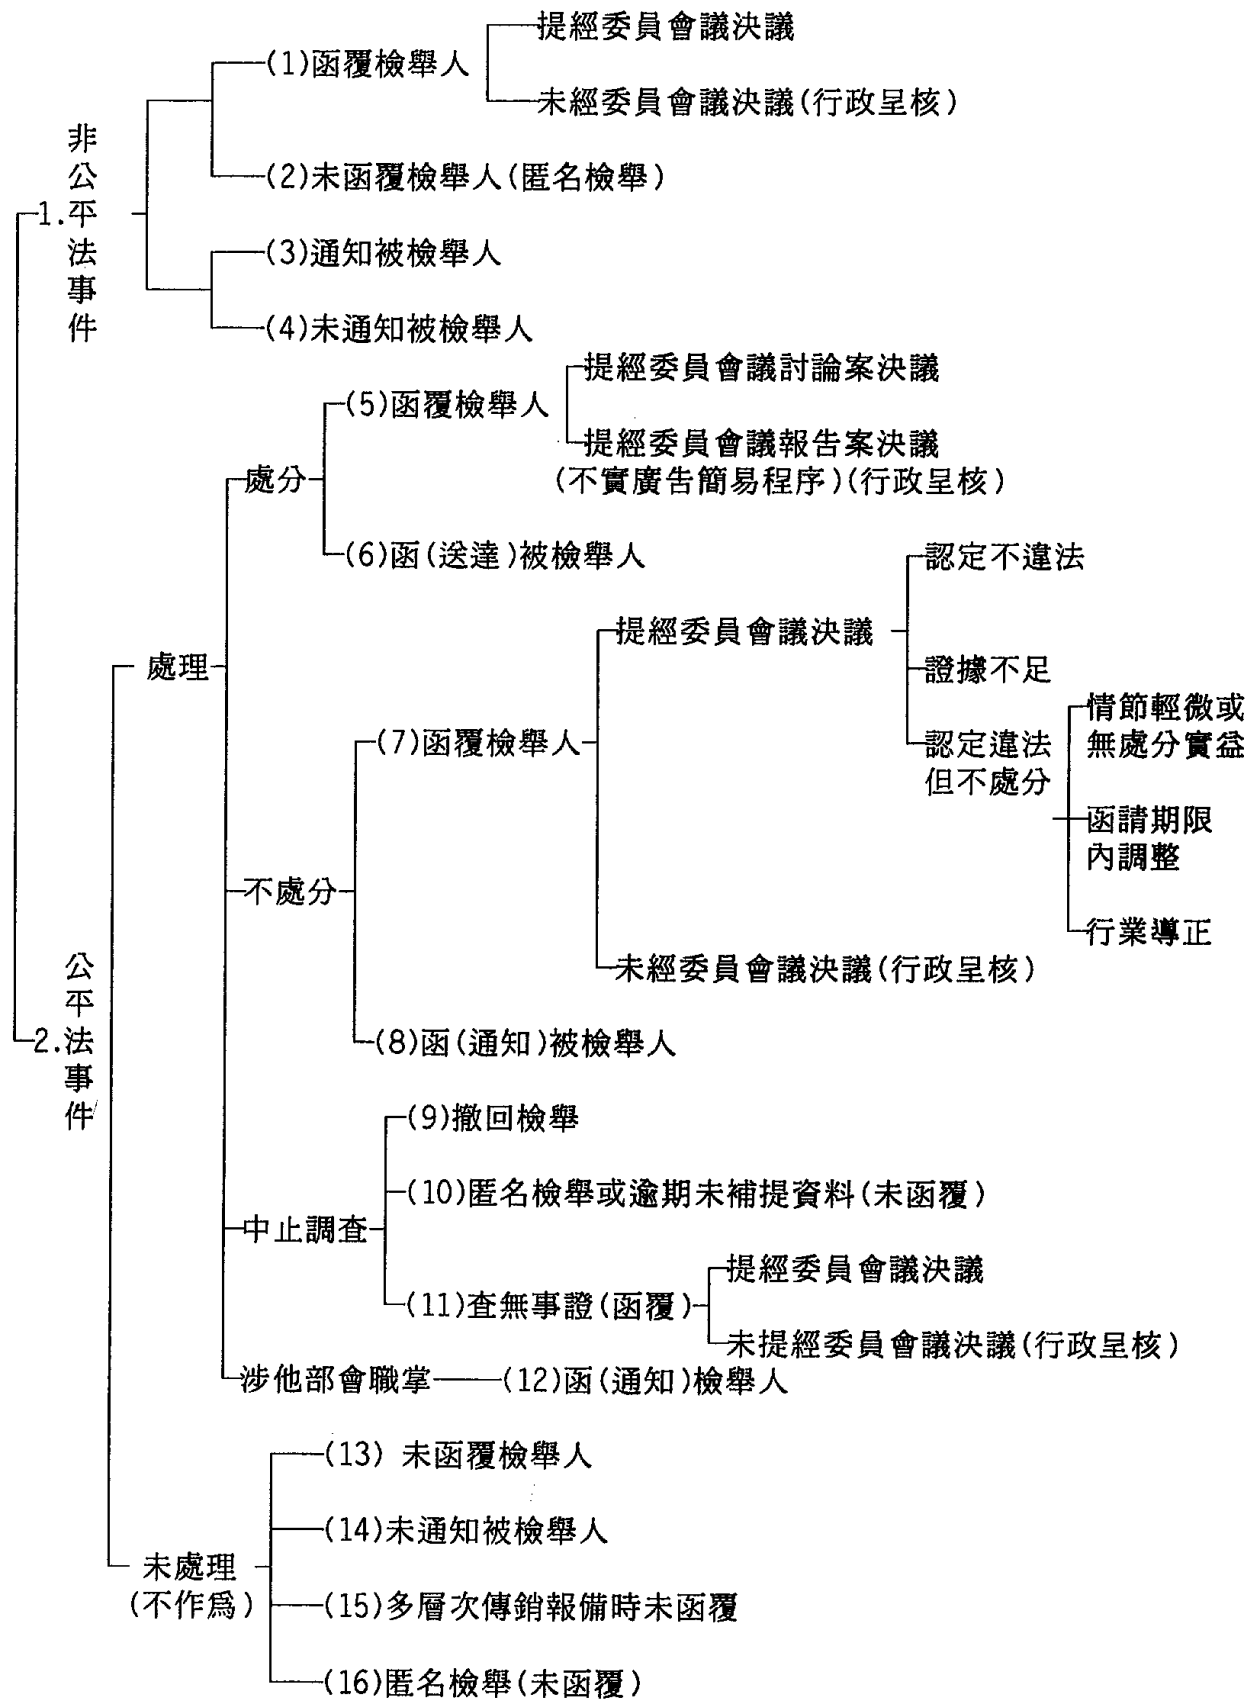 1.非公平法事件
(1)函覆檢舉人
提經委員會議決議
未經委員會議決議(行政呈核)
(2)未函覆檢舉人(匿名檢舉)
(3)通知被檢舉人
(4)未通知被檢舉人
2.公平法事件
處理
處分
(5)函覆檢舉人
提經委員會議討論案決議
提經委員會議報告案決議
(不實廣告簡易程序)(行政呈核)
(6)函(送達)被檢舉人
不處分
(7)函覆檢舉人
提經委員會議決議
認定不違法
證據不足
認定違法
但不處分
情節輕微或
無處分實益
函請期限
內調整
行業導正
未經委員會議決議(行政呈核)
(8)函(通知)被檢舉人
中止調查
(9)撤回檢舉
(10)匿名檢舉或逾期未補提資料(未函覆)
(11)查無事證(函覆)
提經委員會議決議
未提經委員會議決議(行政呈核)
涉他部會職掌
(12)函(通知)檢舉人
未處理
(不作爲)
(13) 未函覆檢舉人
(14)未通知被檢舉人
(15)多層次傳銷報備時未函覆
(16)匿名檢舉(未函覆)